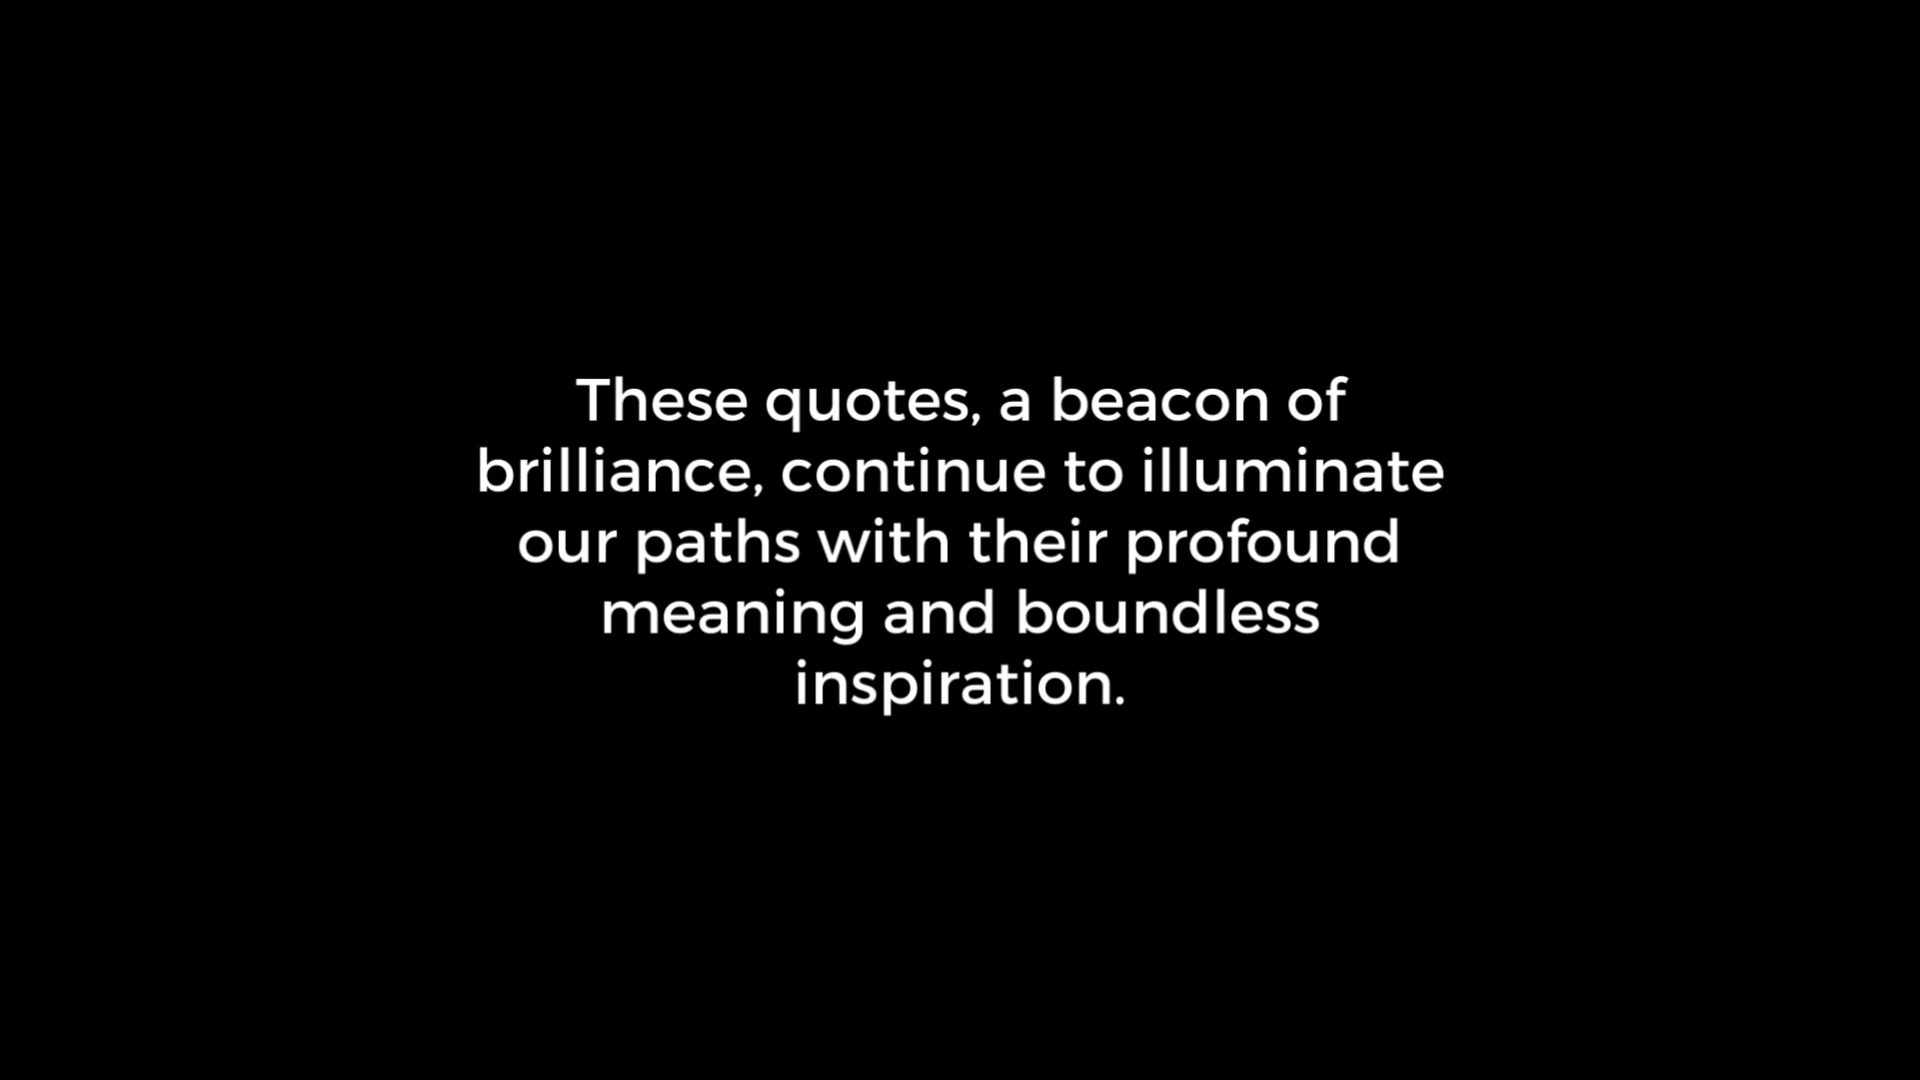 These quotes, a beacon of
brilliance, continue to illuminate
our paths with their profound
meaning and boundless
inspiration.